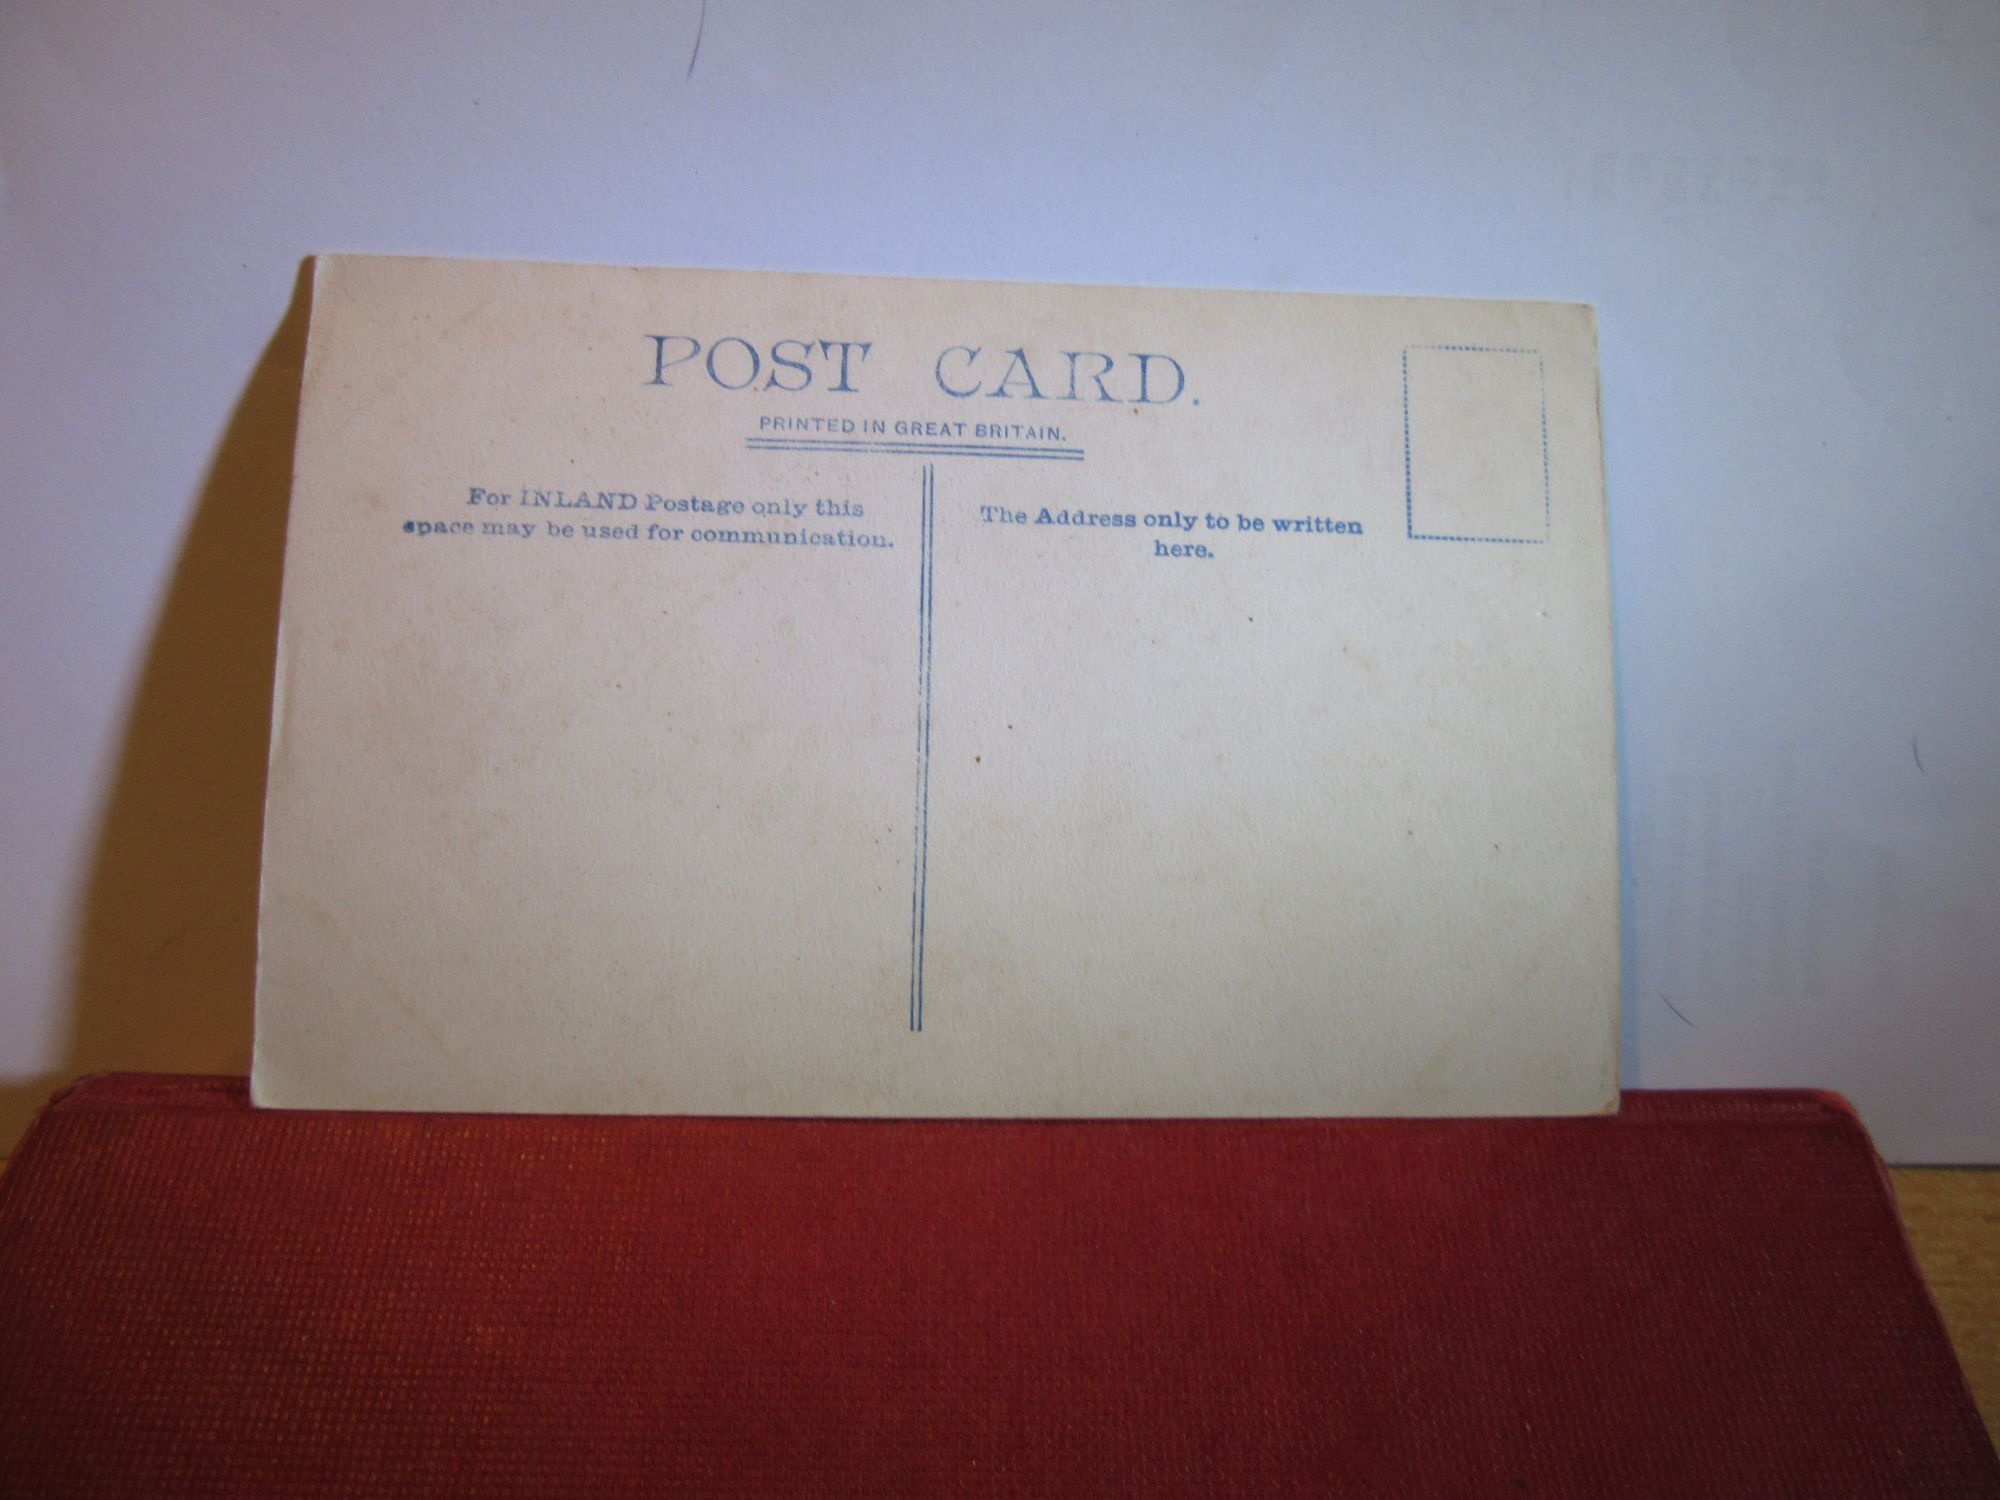 POST CARD.
PRINTED IN GREAT BRITAIN.
For INLAND Postage only this
space may be used for communication.
The Address only to be written
here.